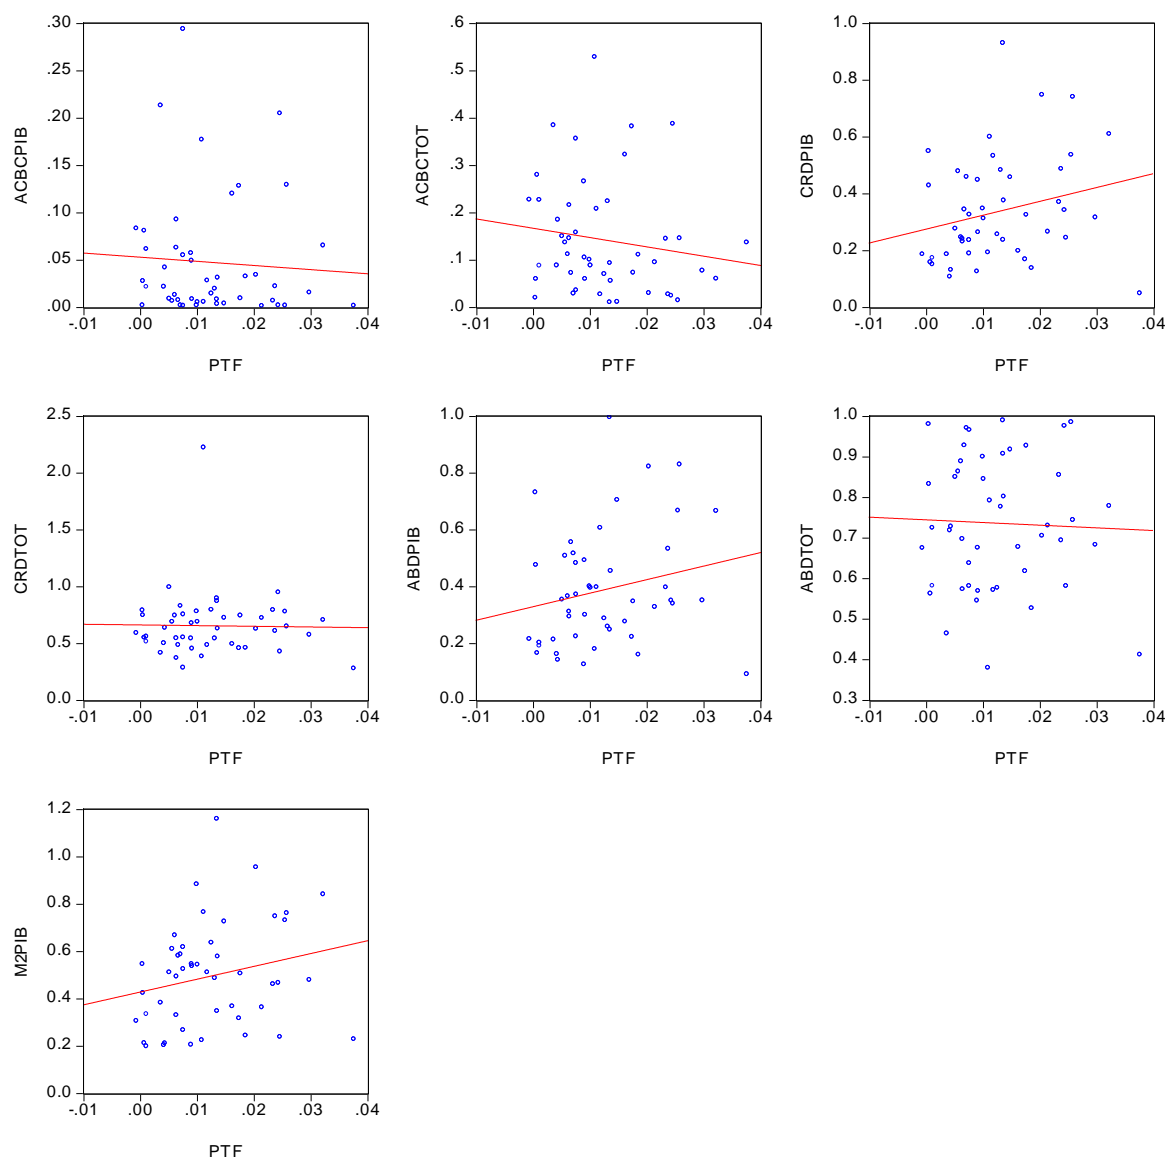 .30
.25
.20
.15
.10
.05
.00
-.01 .00 .01 .02 .03 .04
PTF
ACBCPIB
.6
.5
.4
.3
.2
.1
.0
-.01 .00 .01 .02 .03 .04
PTF
ACBCTOT
1.0
0.8
0.6
0.4
0.2
0.0
-.01 .00 .01 .02 .03 .04
PTF
CRDPIB
2.5
2.0
1.5
1.0
0.5
0.0
-.01 .00 .01 .02 .03 .04
PTF
CRDTOT
1.0
0.8
0.6
0.4
0.2
0.0
-.01 .00 .01 .02 .03 .04
PTF
ABDPIB
1.0
0.9
0.8
0.7
0.6
0.5
0.4
0.3
-.01 .00 .01 .02 .03 .04
PTF
ABDTOT
1.2
1.0
0.8
0.6
0.4
0.2
0.0
-.01 .00 .01 .02 .03 .04
PTF
M2PIB